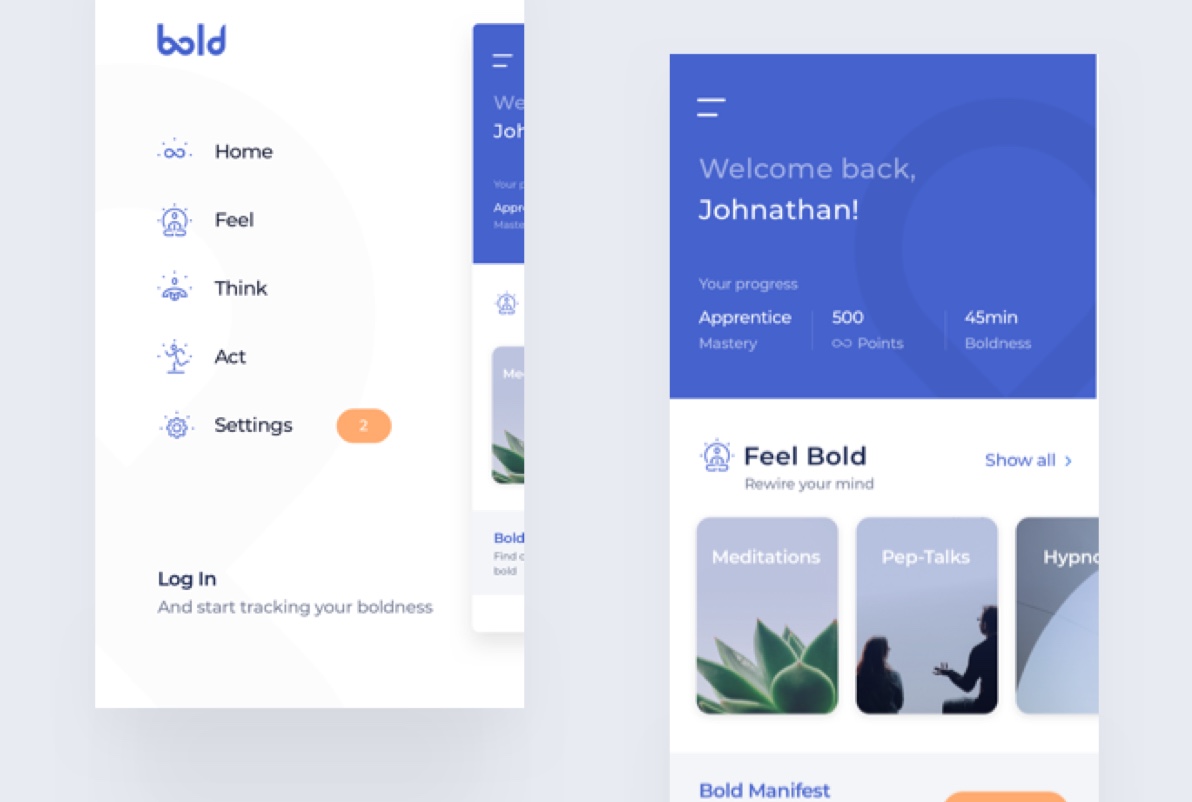 bold
Home
Feel
Think
Act
Settings
2
Log In
And start tracking your boldness
We
Joh
Your p
Appre
Maste
Me
Bold
Find o
bold
Welcome back,
Johnathan!
Your progress
Apprentice
500
45min
Mastery
Points
Boldness
Feel Bold
Show all
Rewire your mind
Meditations
Pep-Talks
Hypno
Bold Manifest